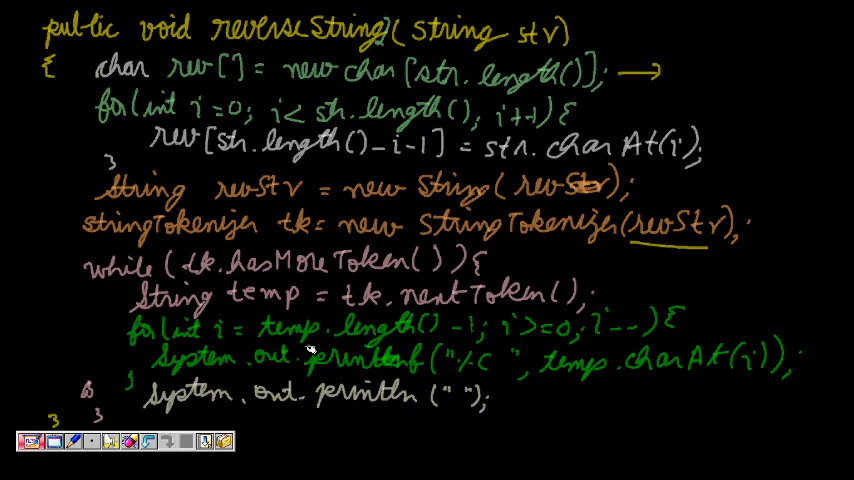 public void reverseString2(String str)
{ char rev[] = new char[str.length()]; →
for(int i=0; i< str.length(); i++){
rev[str.length()-i-1] = str.charAt(i);
}
String revStr = new String(rev);
stringTokenizer tk = new StringTokenizer(revStr);
while(tk.hasMoreToken()){
String temp = tk.nextToken();
for(int i = temp.length()-1; i>=0; i--){
System.out.printf("%c ", temp.charAt(i));
}
System.out.println(" ");
}
}